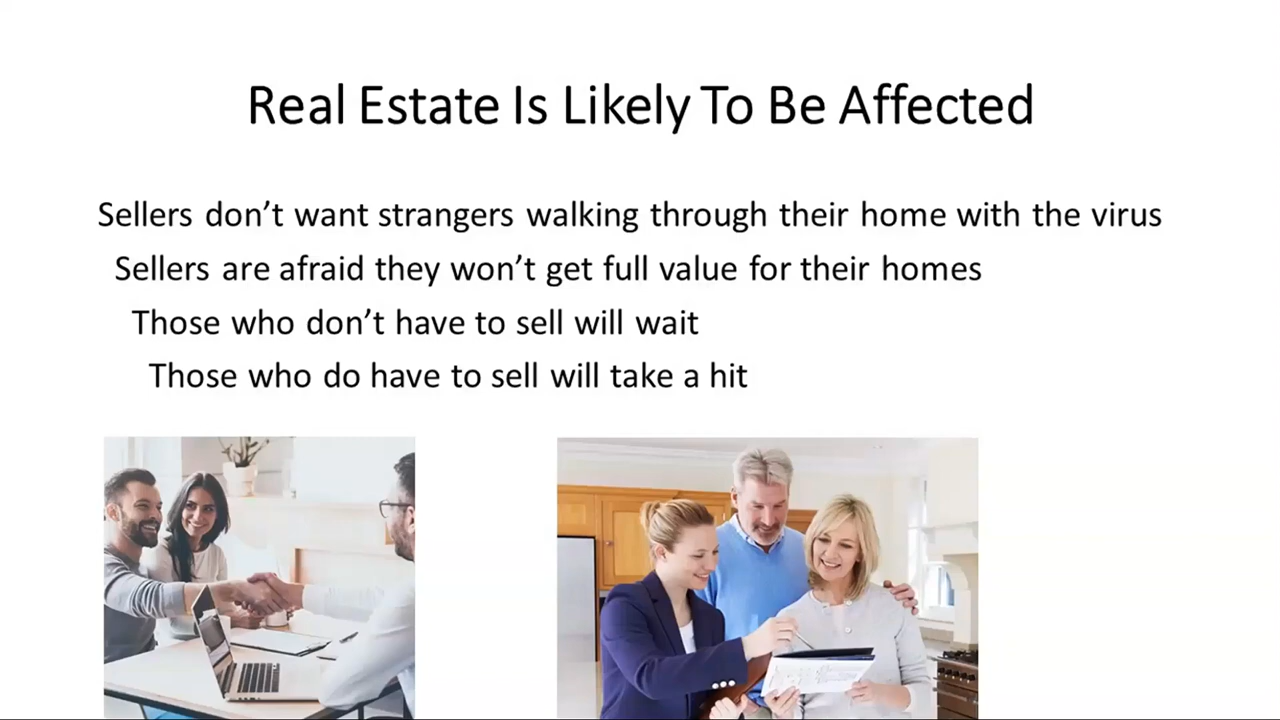 Real Estate Is Likely To Be Affected
Sellers don’t want strangers walking through their home with the virus
Sellers are afraid they won’t get full value for their homes
Those who don’t have to sell will wait
Those who do have to sell will take a hit